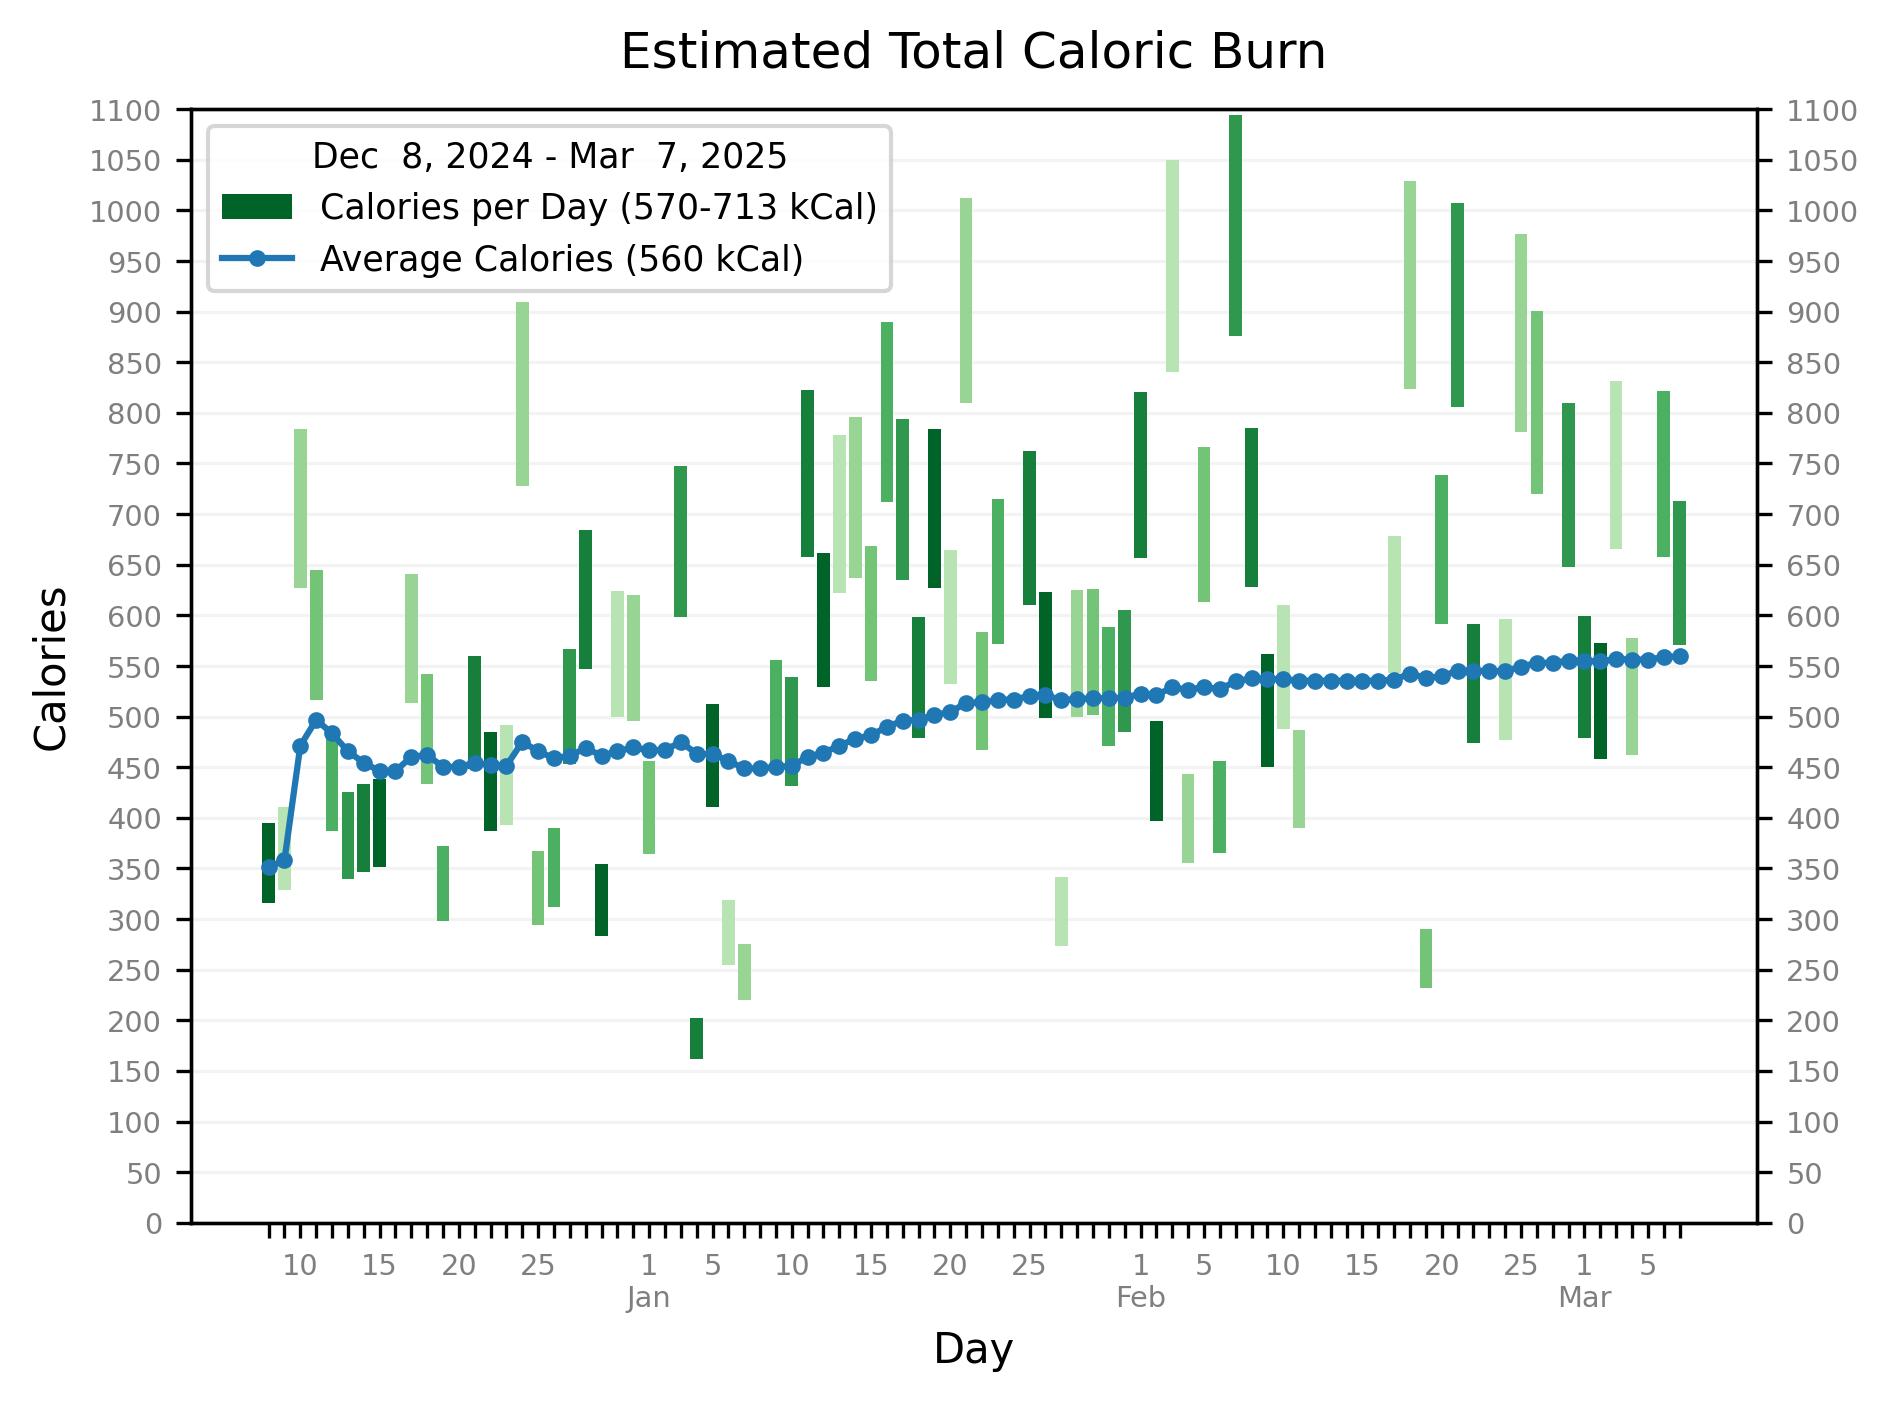 Estimated Total Caloric Burn
Dec  8, 2024 - Mar  7, 2025
Calories per Day (570-713 kCal)
Average Calories (560 kCal)
Calories
1100 1100
1050 1050
1000 1000
950 950
900 900
850 850
800 800
750 750
700 700
650 650
600 600
550 550
500 500
450 450
400 400
350 350
300 300
250 250
200 200
150 150
100 100
50 50
0 0
10 15 20 25 1 5 10 15 20 25 1 5 10 15 20 25 1 5
Jan Feb Mar
Day